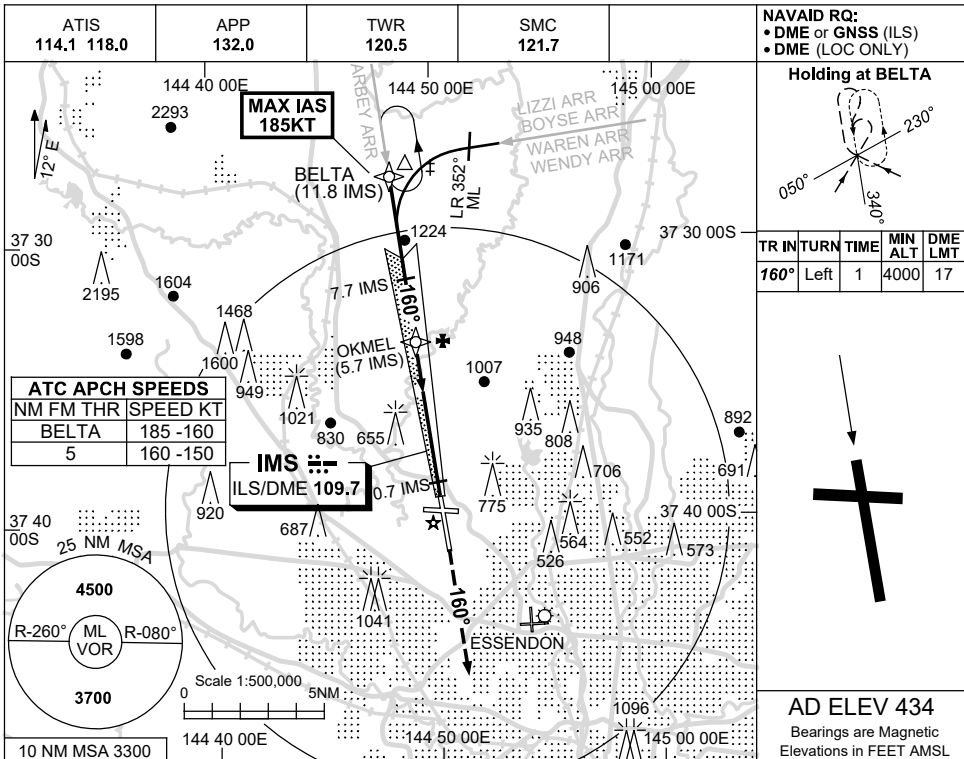 ATIS
114.1 118.0
APP
132.0
TWR
120.5
SMC
121.7
NAVAID RQ:
• DME or GNSS (ILS)
• DME (LOC ONLY)
144 40 00E
144 50 00E
145 00 00E
Holding at BELTA
230°
050°
340°
TR IN TURN TIME MIN ALT DME LMT
160° Left 1 4000 17
2293
12° E
MAX IAS
185KT
ARBEY ARR
LIZZI ARR
BOYSE ARR
WAREN ARR
WENDY ARR
BELTA
(11.8 IMS)
LR 352°
ML
37 30
00S
37 30 00S
1224
1171
2195
1604
7.7 IMS
160°
906
1468
1598
1600
949
OKMEL
(5.7 IMS)
948
1007
1021
830
655
935
808
892
ATC APCH SPEEDS
NM FM THR SPEED KT
BELTA 185 -160
5 160 -150
706
691
IMS
ILS/DME 109.7
0.7 IMS
775
920
687
564
526
552
573
37 40
00S
37 40 00S
25 NM MSA
4500
R-260°
ML
VOR
R-080°
3700
1041
160°
ESSENDON
Scale 1:500,000
0
5NM
1096
144 40 00E
144 50 00E
145 00 00E
10 NM MSA 3300
AD ELEV 434
Bearings are Magnetic
Elevations in FEET AMSL